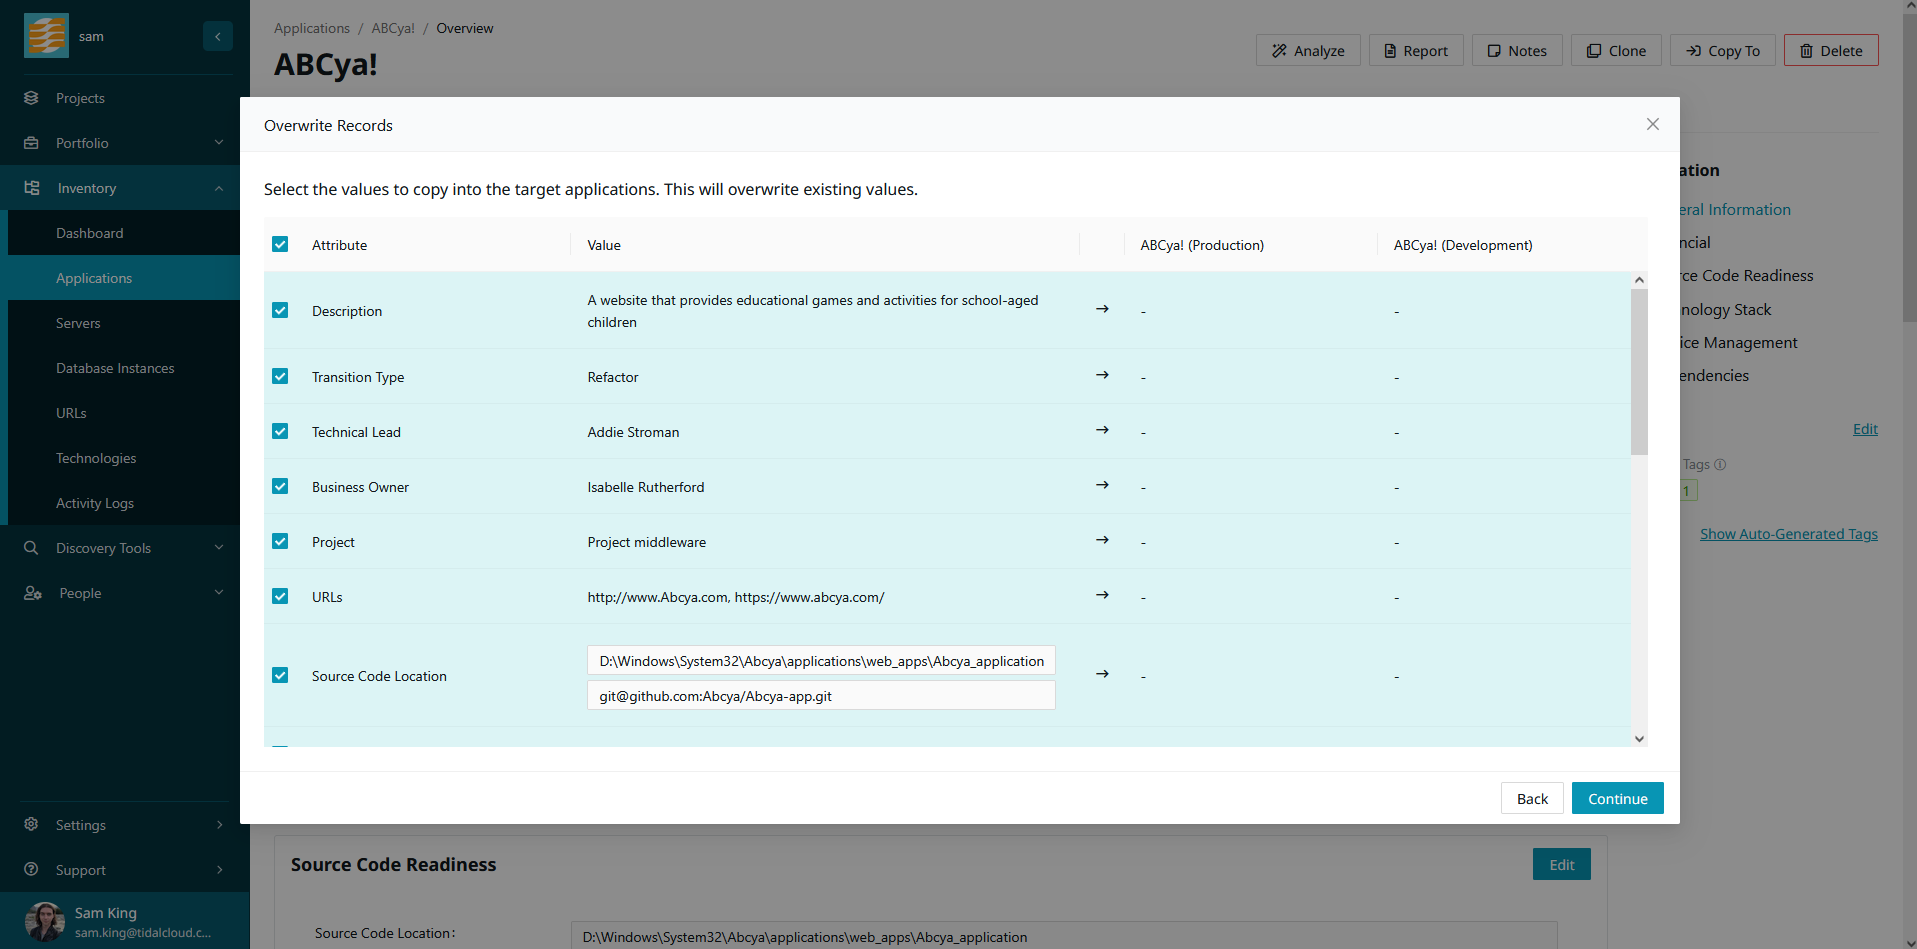 sam
Projects
Portfolio
Inventory
Dashboard
Applications
Servers
Database Instances
URLs
Technologies
Activity Logs
Discovery Tools
People
Settings
Support
Sam King
sam.king@tidalcloud.c...
Applications / ABCya! / Overview
ABCya!
Analyze
Report
Notes
Clone
Copy To
Delete
Overwrite Records
Select the values to copy into the target applications. This will overwrite existing values.
Attribute Value ABCya! (Production) ABCya! (Development)
Description A website that provides educational games and activities for school-aged
children → - -
Transition Type Refactor → - -
Technical Lead Addie Stroman → - -
Business Owner Isabelle Rutherford → - -
Project Project middleware → - -
URLs http://www.Abcya.com, https://www.abcya.com/ → - -
Source Code Location D:\Windows\System32\Abcya\applications\web_apps\Abcya_application → - -
git@github.com:Abcya/Abcya-app.git
Back
Continue
ation
eral Information
ncial
rce Code Readiness
nology Stack
ice Management
endencies
Edit
Tags
1
Show Auto-Generated Tags
Source Code Readiness
Edit
Source Code Location:
D:\Windows\System32\Abcya\applications\web_apps\Abcya_application